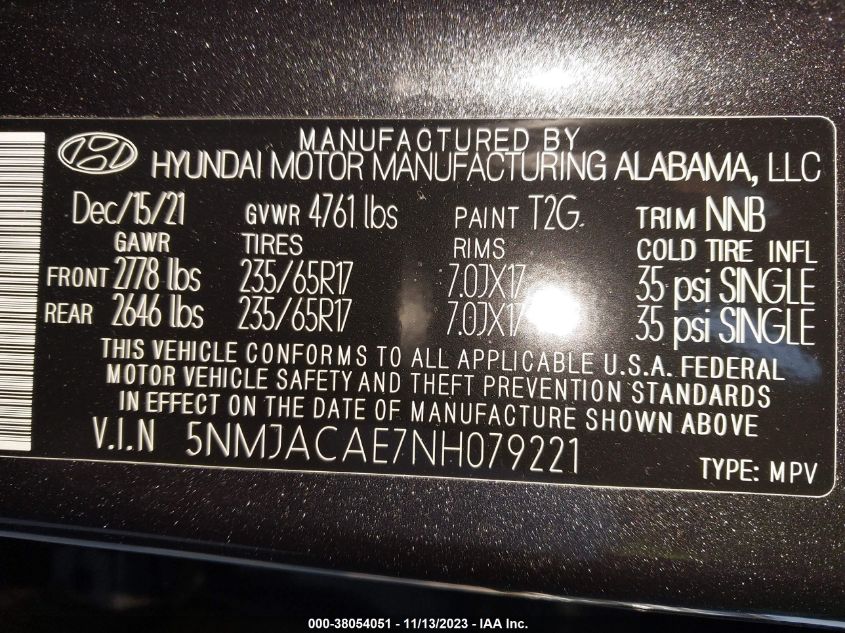 MANUFACTURED BY
HYUNDAI MOTOR MANUFACTURING ALABAMA, LLC
Dec/15/21 GVWR 4761 lbs PAINT T2G TRIM NNB
GAWR TIRES RIMS COLD TIRE INFL
FRONT 2778 lbs 235/65R17 7.0JX17 35 psi SINGLE
REAR 2646 lbs 235/65R17 7.0JX17 35 psi SINGLE
THIS VEHICLE CONFORMS TO ALL APPLICABLE U.S.A. FEDERAL
MOTOR VEHICLE SAFETY AND THEFT PREVENTION STANDARDS
IN EFFECT ON THE DATE OF MANUFACTURE SHOWN ABOVE
V.I.N 5NMJACAE7NH079221
TYPE: MPV
000-38054051 - 11/13/2023 - IAA Inc.